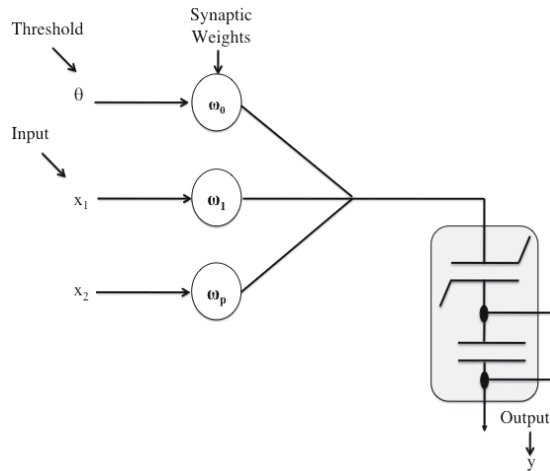 Synaptic
Weights
Threshold
θ
ω₀
Input
x₁
ω₁
x₂
ωₚ
Output
y